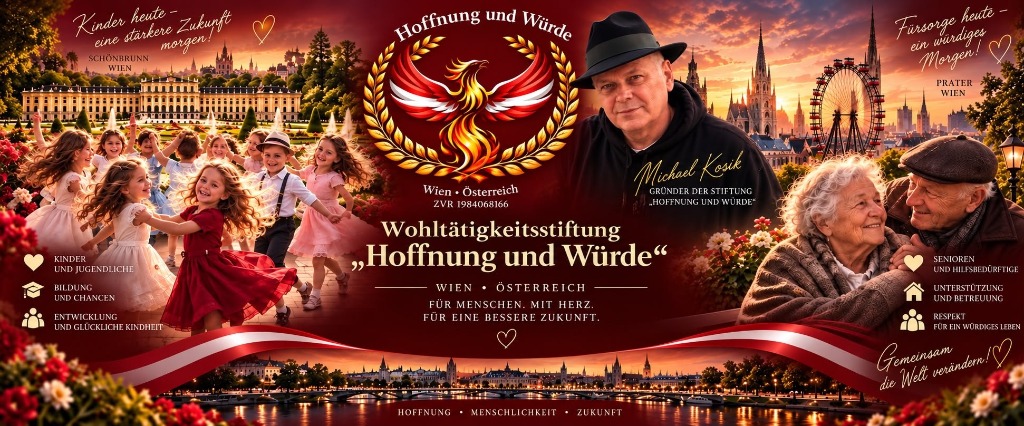 Kinder heute –
eine stärkere Zukunft
morgen!
SCHÖNBRUNN
WIEN
Hoffnung und Würde
Wien • Österreich
ZVR 1984068166
Fürsorge heute –
ein würdiges
Morgen!
PRATER
WIEN
Michael Kosik
GRÜNDER DER STIFTUNG
„HOFFNUNG UND WÜRDE“
Wohltätigkeitsstiftung
„Hoffnung und Würde“
WIEN • ÖSTERREICH
FÜR MENSCHEN. MIT HERZ.
FÜR EINE BESSERE ZUKUNFT.
KINDER
UND JUGENDLICHE
BILDUNG
UND CHANCEN
ENTWICKLUNG
UND GLÜCKLICHE KINDHEIT
SENIOREN
UND HILFSBEDÜRFTIGE
UNTERSTÜTZUNG
UND BETREUUNG
RESPEKT
FÜR EIN WÜRDIGES LEBEN
Gemeinsam
die Welt verändern!
HOFFNUNG • MENSCHLICHKEIT • ZUKUNFT